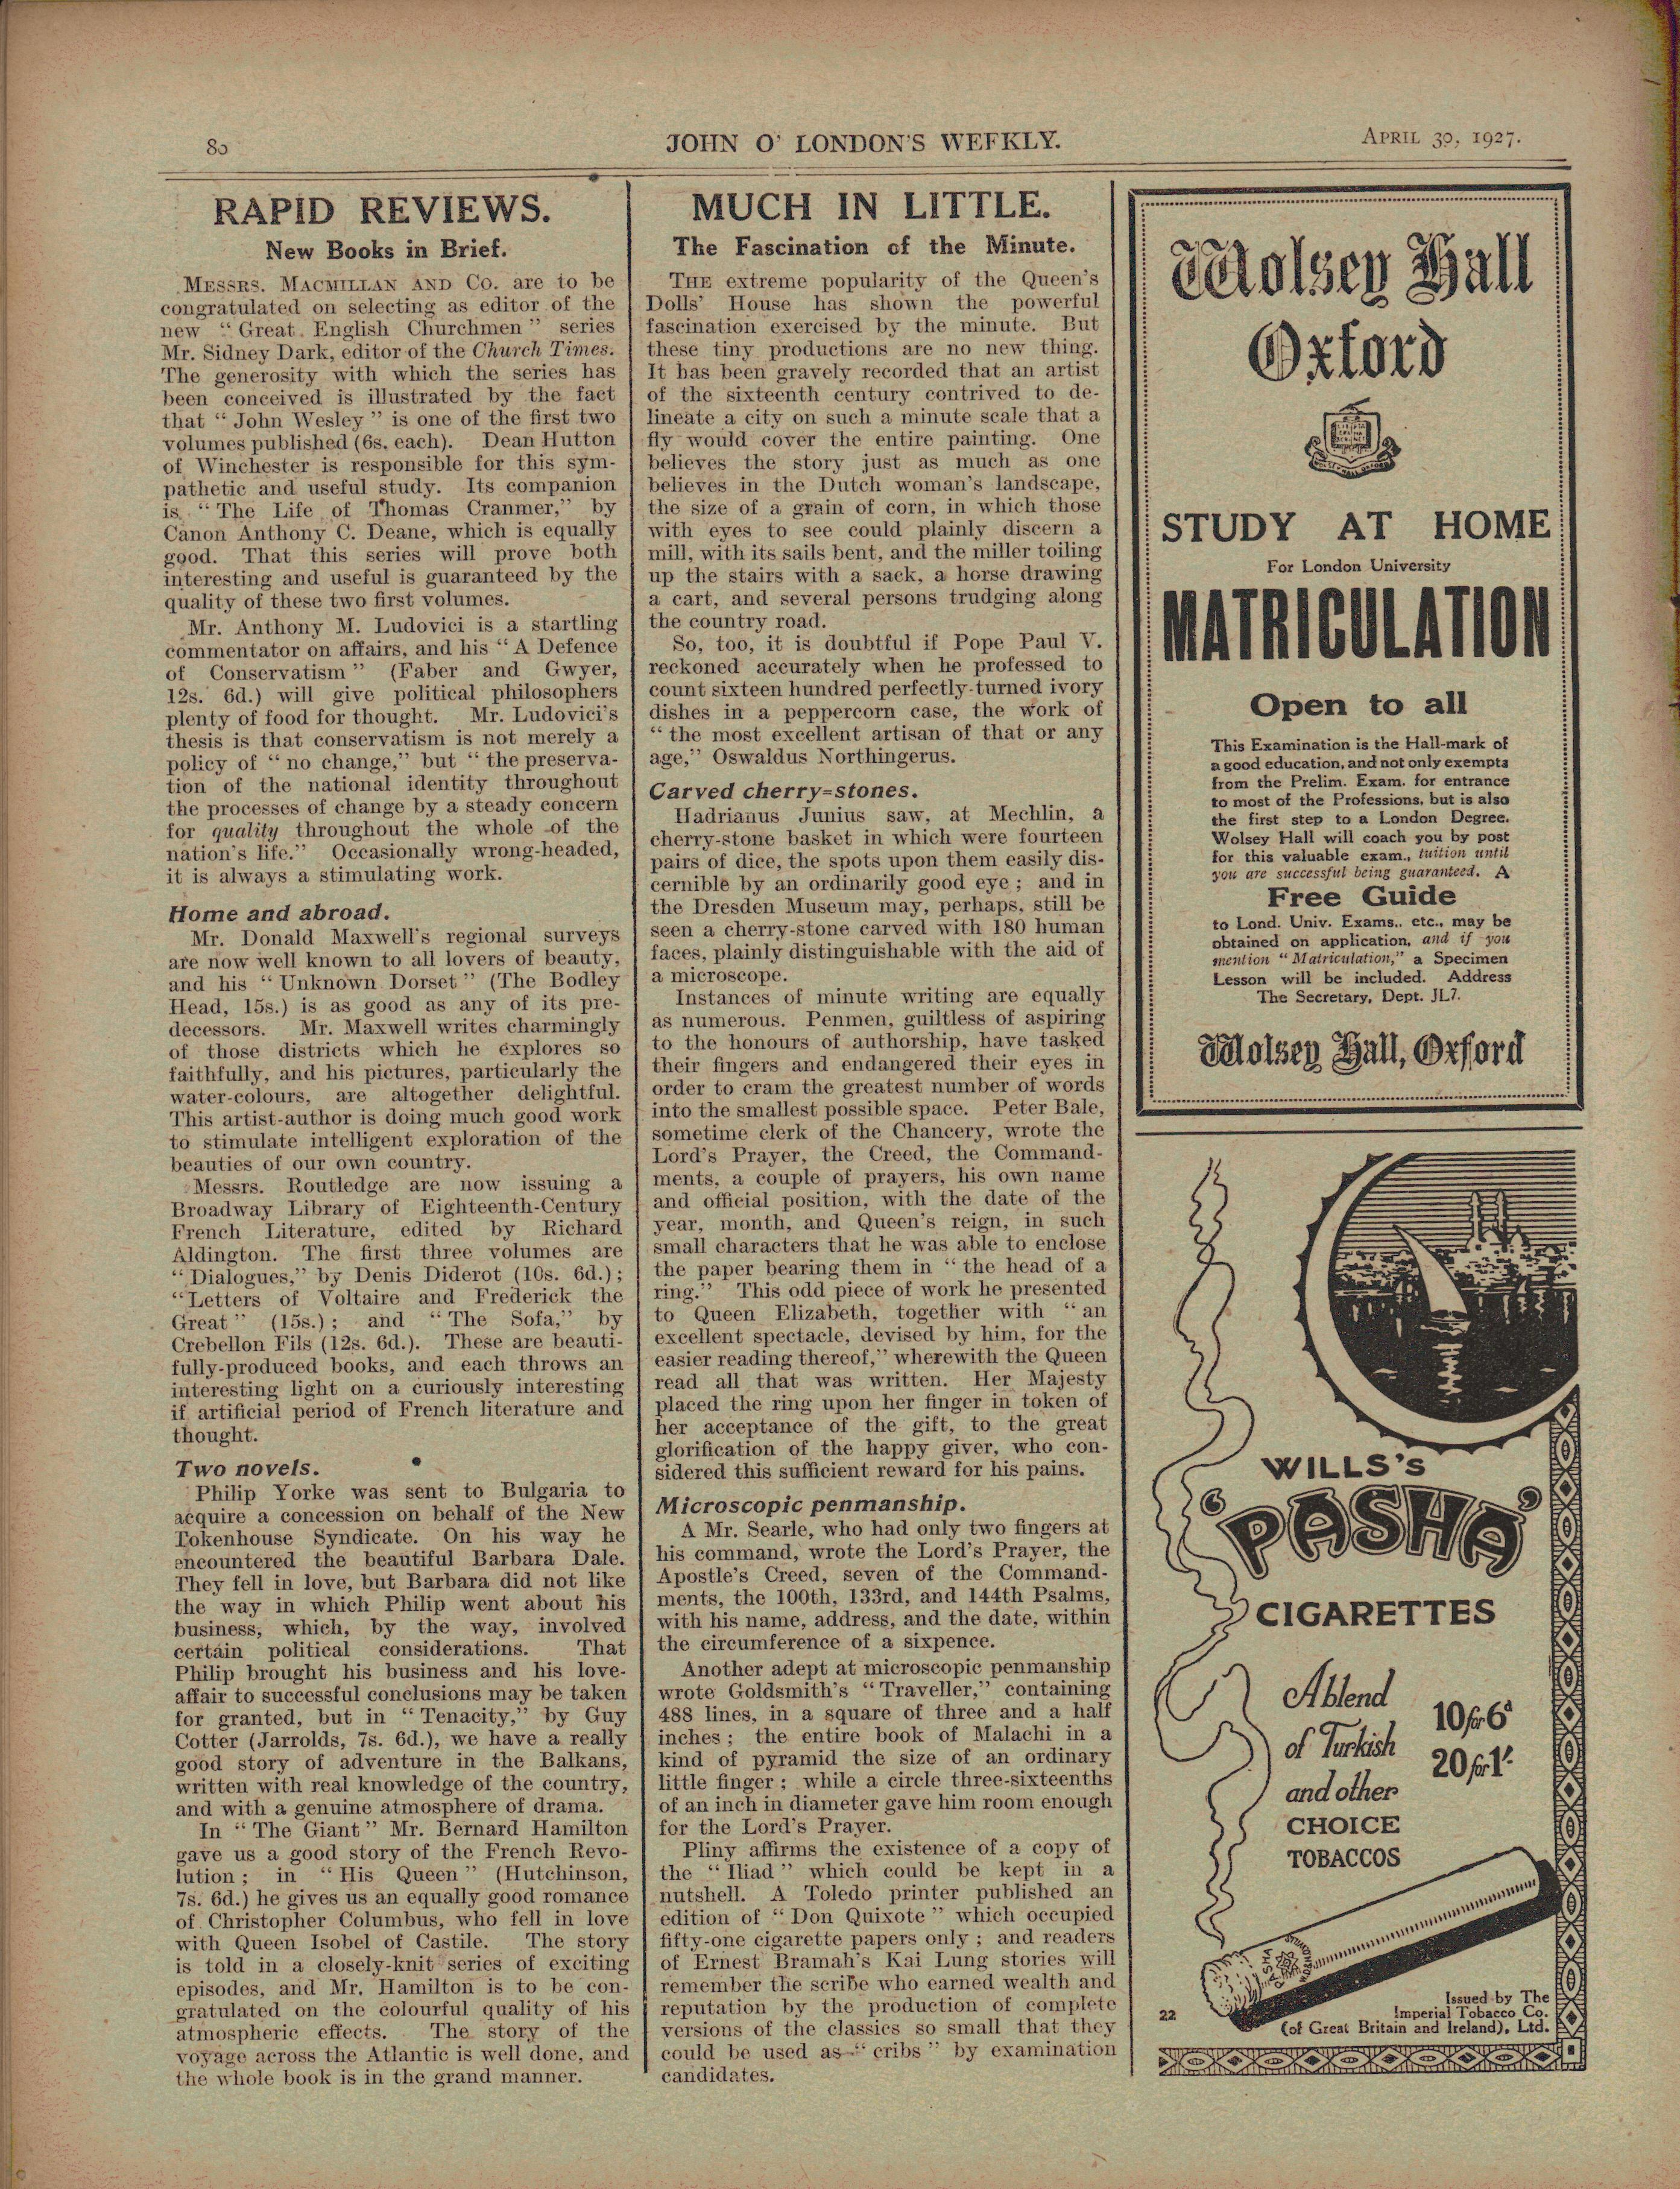 80
JOHN O' LONDON'S WEEKLY.
APRIL 30, 1927.
RAPID REVIEWS.
New Books in Brief.
MESSRS. MACMILLAN AND CO. are to be
congratulated on selecting as editor of the
new "Great English Churchmen" series
Mr. Sidney Dark, editor of the Church Times.
The generosity with which the series has
been conceived is illustrated by the fact
that "John Wesley" is one of the first two
volumes published (6s. each). Dean Hutton
of Winchester is responsible for this sym-
pathetic and useful study. Its companion
is "The Life of Thomas Cranmer," by
Canon Anthony C. Deane, which is equally
good. That this series will prove both
interesting and useful is guaranteed by the
quality of these two first volumes.
Mr. Anthony M. Ludovici is a startling
commentator on affairs, and his "A Defence
of Conservatism" (Faber and Gwyer,
12s. 6d.) will give political philosophers
plenty of food for thought. Mr. Ludovici's
thesis is that conservatism is not merely a
policy of "no change," but "the preserva-
tion of the national identity throughout
the processes of change by a steady concern
for quality throughout the whole of the
nation's life." Occasionally wrong-headed,
it is always a stimulating work.
Home and abroad.
Mr. Donald Maxwell's regional surveys
are now well known to all lovers of beauty,
and his "Unknown Dorset" (The Bodley
Head, 15s.) is as good as any of its pre-
decessors. Mr. Maxwell writes charmingly
of those districts which he explores so
faithfully, and his pictures, particularly the
water-colours, are altogether delightful.
This artist-author is doing much good work
to stimulate intelligent exploration of the
beauties of our own country.
Messrs. Routledge are now issuing a
Broadway Library of Eighteenth-Century
French Literature, edited by Richard
Aldington. The first three volumes are
"Dialogues," by Denis Diderot (10s. 6d.);
"Letters of Voltaire and Frederick the
Great" (15s.); and "The Sofa," by
Crebellon Fils (12s. 6d.). These are beauti-
fully-produced books, and each throws an
interesting light on a curiously interesting
if artificial period of French literature and
thought.
Two novels.
Philip Yorke was sent to Bulgaria to
acquire a concession on behalf of the New
Tokenhouse Syndicate. On his way he
encountered the beautiful Barbara Dale.
They fell in love, but Barbara did not like
the way in which Philip went about his
business, which, by the way, involved
certain political considerations. That
Philip brought his business and his love-
affair to successful conclusions may be taken
for granted, but in "Tenacity," by Guy
Cotter (Jarrolds, 7s. 6d.), we have a really
good story of adventure in the Balkans,
written with real knowledge of the country,
and with a genuine atmosphere of drama.
In "The Giant" Mr. Bernard Hamilton
gave us a good story of the French Revo-
lution; in "His Queen" (Hutchinson,
7s. 6d.) he gives us an equally good romance
of Christopher Columbus, who fell in love
with Queen Isobel of Castile. The story
is told in a closely-knit series of exciting
episodes, and Mr. Hamilton is to be con-
gratulated on the colourful quality of his
atmospheric effects. The story of the
voyage across the Atlantic is well done, and
the whole book is in the grand manner.
MUCH IN LITTLE.
The Fascination of the Minute.
THE extreme popularity of the Queen's
Dolls' House has shown the powerful
fascination exercised by the minute. But
these tiny productions are no new thing.
It has been gravely recorded that an artist
of the sixteenth century contrived to de-
lineate a city on such a minute scale that a
fly would cover the entire painting. One
believes the story just as much as one
believes in the Dutch woman's landscape,
the size of a grain of corn, in which those
with eyes to see could plainly discern a
mill, with its sails bent, and the miller toiling
up the stairs with a sack, a horse drawing
a cart, and several persons trudging along
the country road.
So, too, it is doubtful if Pope Paul V.
reckoned accurately when he professed to
count sixteen hundred perfectly-turned ivory
dishes in a peppercorn case, the work of
"the most excellent artisan of that or any
age," Oswaldus Northingerus.
Carved cherry-stones.
Hadrianus Junius saw, at Mechlin, a
cherry-stone basket in which were fourteen
pairs of dice, the spots upon them easily dis-
cernible by an ordinarily good eye; and in
the Dresden Museum may, perhaps, still be
seen a cherry-stone carved with 180 human
faces, plainly distinguishable with the aid of
a microscope.
Instances of minute writing are equally
as numerous. Penmen, guiltless of aspiring
to the honours of authorship, have tasked
their fingers and endangered their eyes in
order to cram the greatest number of words
into the smallest possible space. Peter Bale,
sometime clerk of the Chancery, wrote the
Lord's Prayer, the Creed, the Command-
ments, a couple of prayers, his own name
and official position, with the date of the
year, month, and Queen's reign, in such
small characters that he was able to enclose
the paper bearing them in "the head of a
ring." This odd piece of work he presented
to Queen Elizabeth, together with "an
excellent spectacle, devised by him, for the
easier reading thereof," wherewith the Queen
read all that was written. Her Majesty
placed the ring upon her finger in token of
her acceptance of the gift, to the great
glorification of the happy giver, who con-
sidered this sufficient reward for his pains.
Microscopic penmanship.
A Mr. Searle, who had only two fingers at
his command, wrote the Lord's Prayer, the
Apostle's Creed, seven of the Command-
ments, the 100th, 133rd, and 144th Psalms,
with his name, address, and the date, within
the circumference of a sixpence.
Another adept at microscopic penmanship
wrote Goldsmith's "Traveller," containing
488 lines, in a square of three and a half
inches; the entire book of Malachi in a
kind of pyramid the size of an ordinary
little finger; while a circle three-sixteenths
of an inch in diameter gave him room enough
for the Lord's Prayer.
Pliny affirms the existence of a copy of
the "Iliad" which could be kept in a
nutshell. A Toledo printer published an
edition of "Don Quixote" which occupied
fifty-one cigarette papers only; and readers
of Ernest Bramah's Kai Lung stories will
remember the scribe who earned wealth and
reputation by the production of complete
versions of the classics so small that they
could be used as "cribs" by examination
candidates.
Wolsey Hall
Oxford
STUDY AT HOME
For London University
MATRICULATION
Open to all
This Examination is the Hall-mark of
a good education, and not only exempts
from the Prelim. Exam. for entrance
to most of the Professions, but is also
the first step to a London Degree.
Wolsey Hall will coach you by post
for this valuable exam., tuition until
you are successful being guaranteed. A
Free Guide
to Lond. Univ. Exams., etc., may be
obtained on application, and if you
mention "Matriculation," a Specimen
Lesson will be included. Address
The Secretary, Dept. JL7.
Wolsey Hall, Oxford
WILLS'S
'PASHA'
CIGARETTES
A blend
of Turkish
and other
CHOICE
TOBACCOS
10 for 6d
20 for 1/-
PASHA
22
Issued by The
Imperial Tobacco Co.
(of Great Britain and Ireland), Ltd.